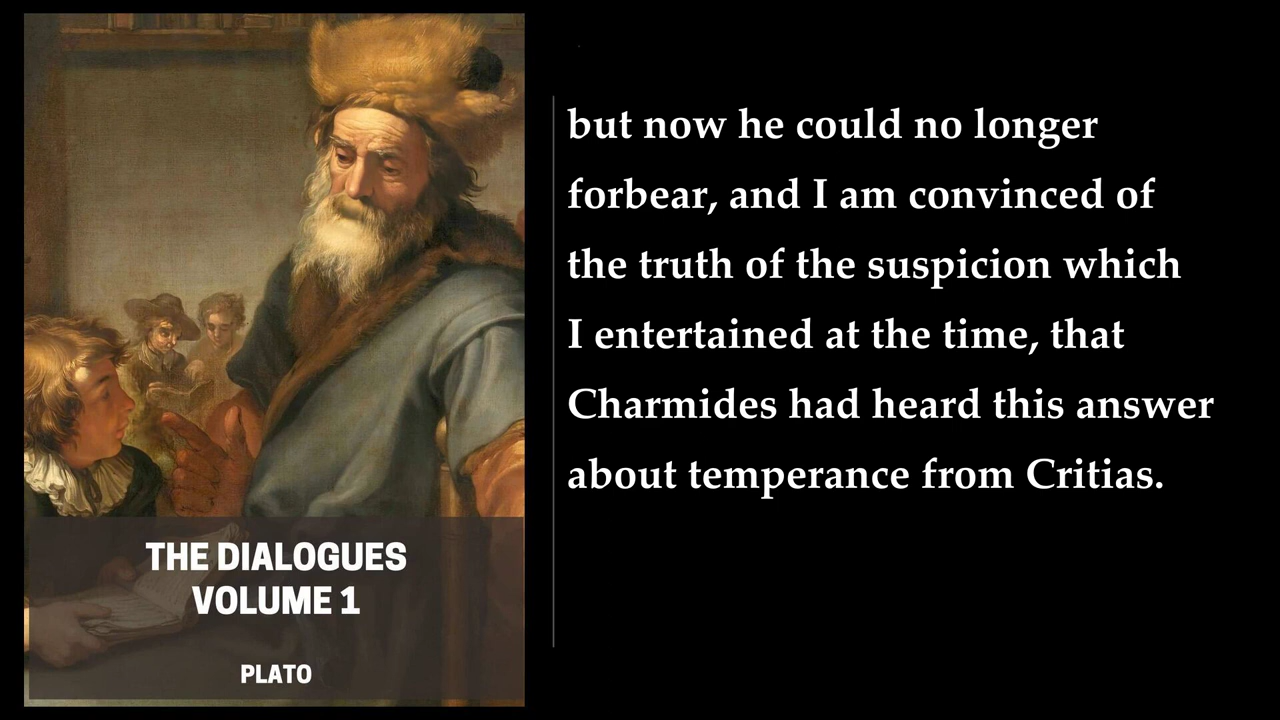 THE DIALOGUES
VOLUME 1
PLATO
but now he could no longer
forbear, and I am convinced of
the truth of the suspicion which
I entertained at the time, that
Charmides had heard this answer
about temperance from Critias.